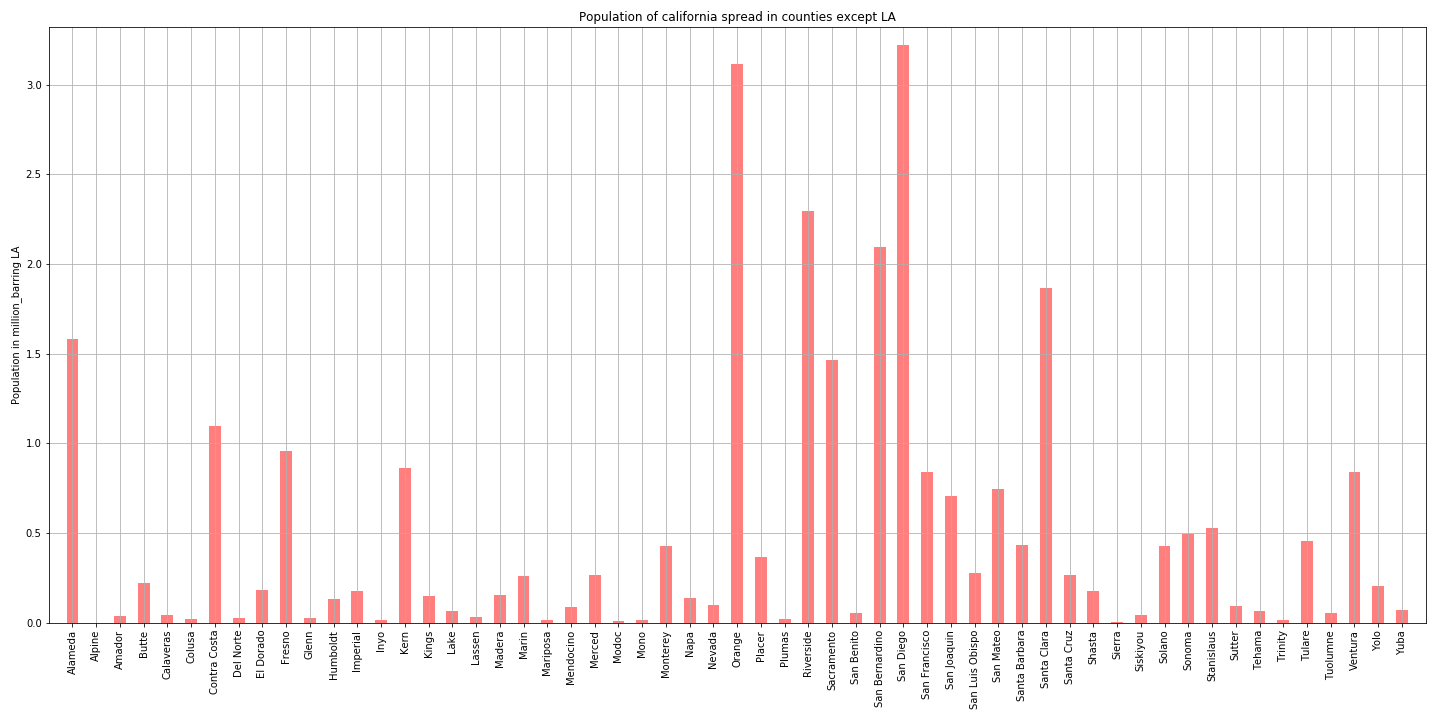 Population of california spread in counties except LA
Population in million_barring LA
3.0
2.5
2.0
1.5
1.0
0.5
0.0
Alameda
Alpine
Amador
Butte
Calaveras
Colusa
Contra Costa
Del Norte
El Dorado
Fresno
Glenn
Humboldt
Imperial
Inyo
Kern
Kings
Lake
Lassen
Madera
Marin
Mariposa
Mendocino
Merced
Modoc
Mono
Monterey
Napa
Nevada
Orange
Placer
Plumas
Riverside
Sacramento
San Benito
San Bernardino
San Diego
San Francisco
San Joaquin
San Luis Obispo
San Mateo
Santa Barbara
Santa Clara
Santa Cruz
Shasta
Sierra
Siskiyou
Solano
Sonoma
Stanislaus
Sutter
Tehama
Trinity
Tulare
Tuolumne
Ventura
Yolo
Yuba